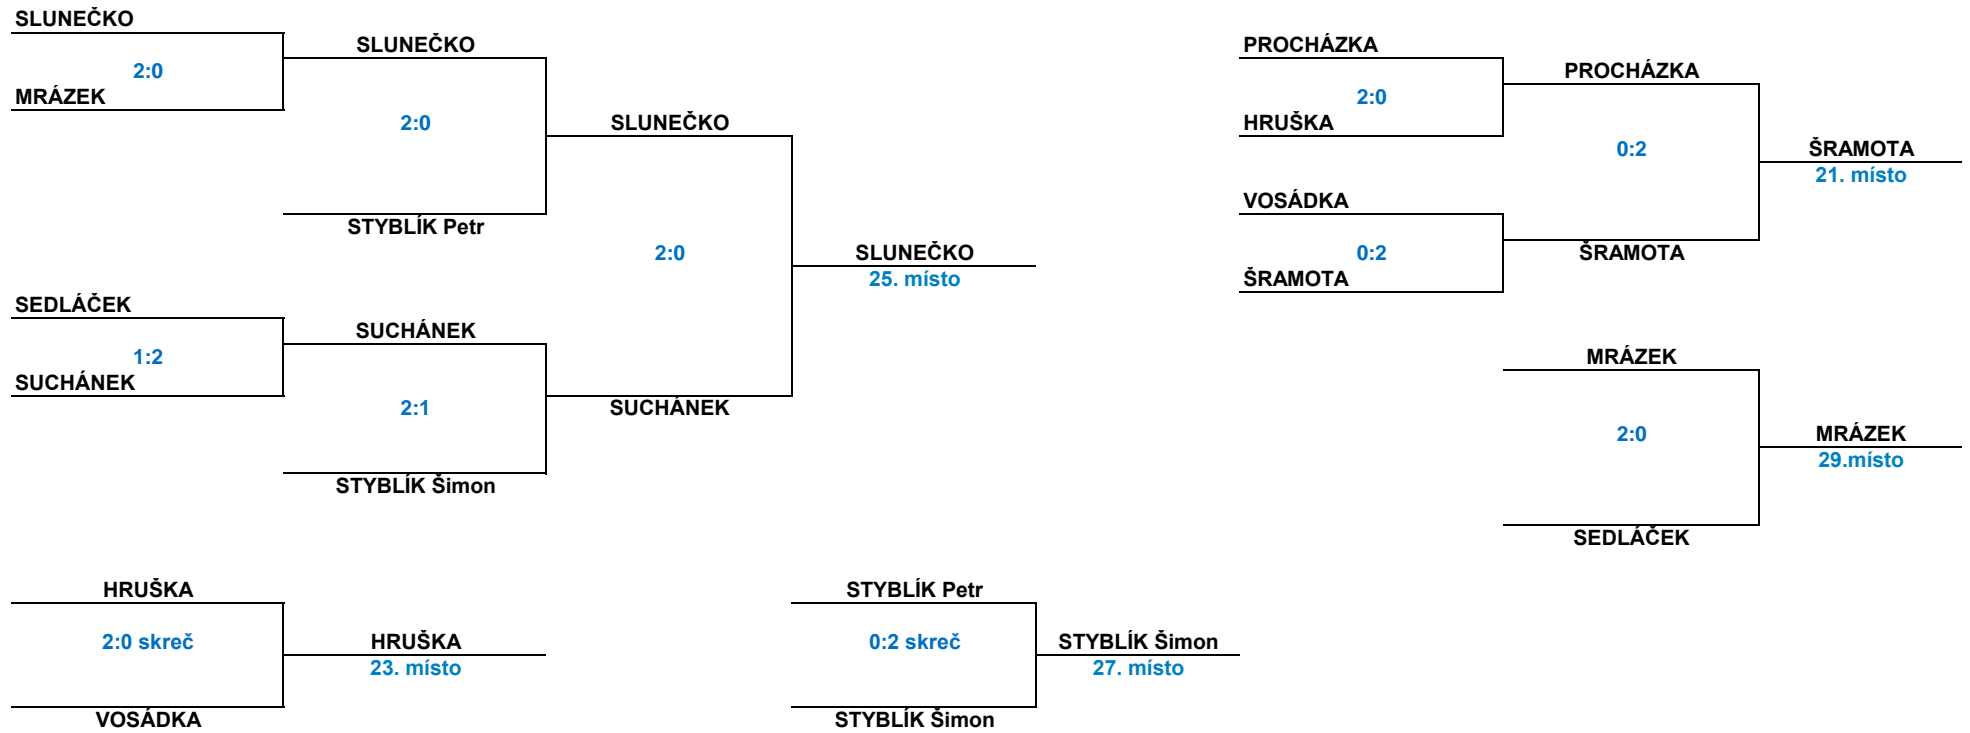 SLUNEČKO
2:0
MRÁZEK
SLUNEČKO
2:0
STYBLÍK Petr
SLUNEČKO
2:0
SLUNEČKO
25. místo
SEDLÁČEK
1:2
SUCHÁNEK
SUCHÁNEK
2:1
STYBLÍK Šimon
SUCHÁNEK
PROCHÁZKA
2:0
HRUŠKA
PROCHÁZKA
0:2
ŠRAMOTA
21. místo
VOSÁDKA
0:2
ŠRAMOTA
ŠRAMOTA
MRÁZEK
2:0
MRÁZEK
29.místo
SEDLÁČEK
HRUŠKA
2:0 skreč
VOSÁDKA
HRUŠKA
23. místo
STYBLÍK Petr
0:2 skreč
STYBLÍK Šimon
STYBLÍK Šimon
27. místo